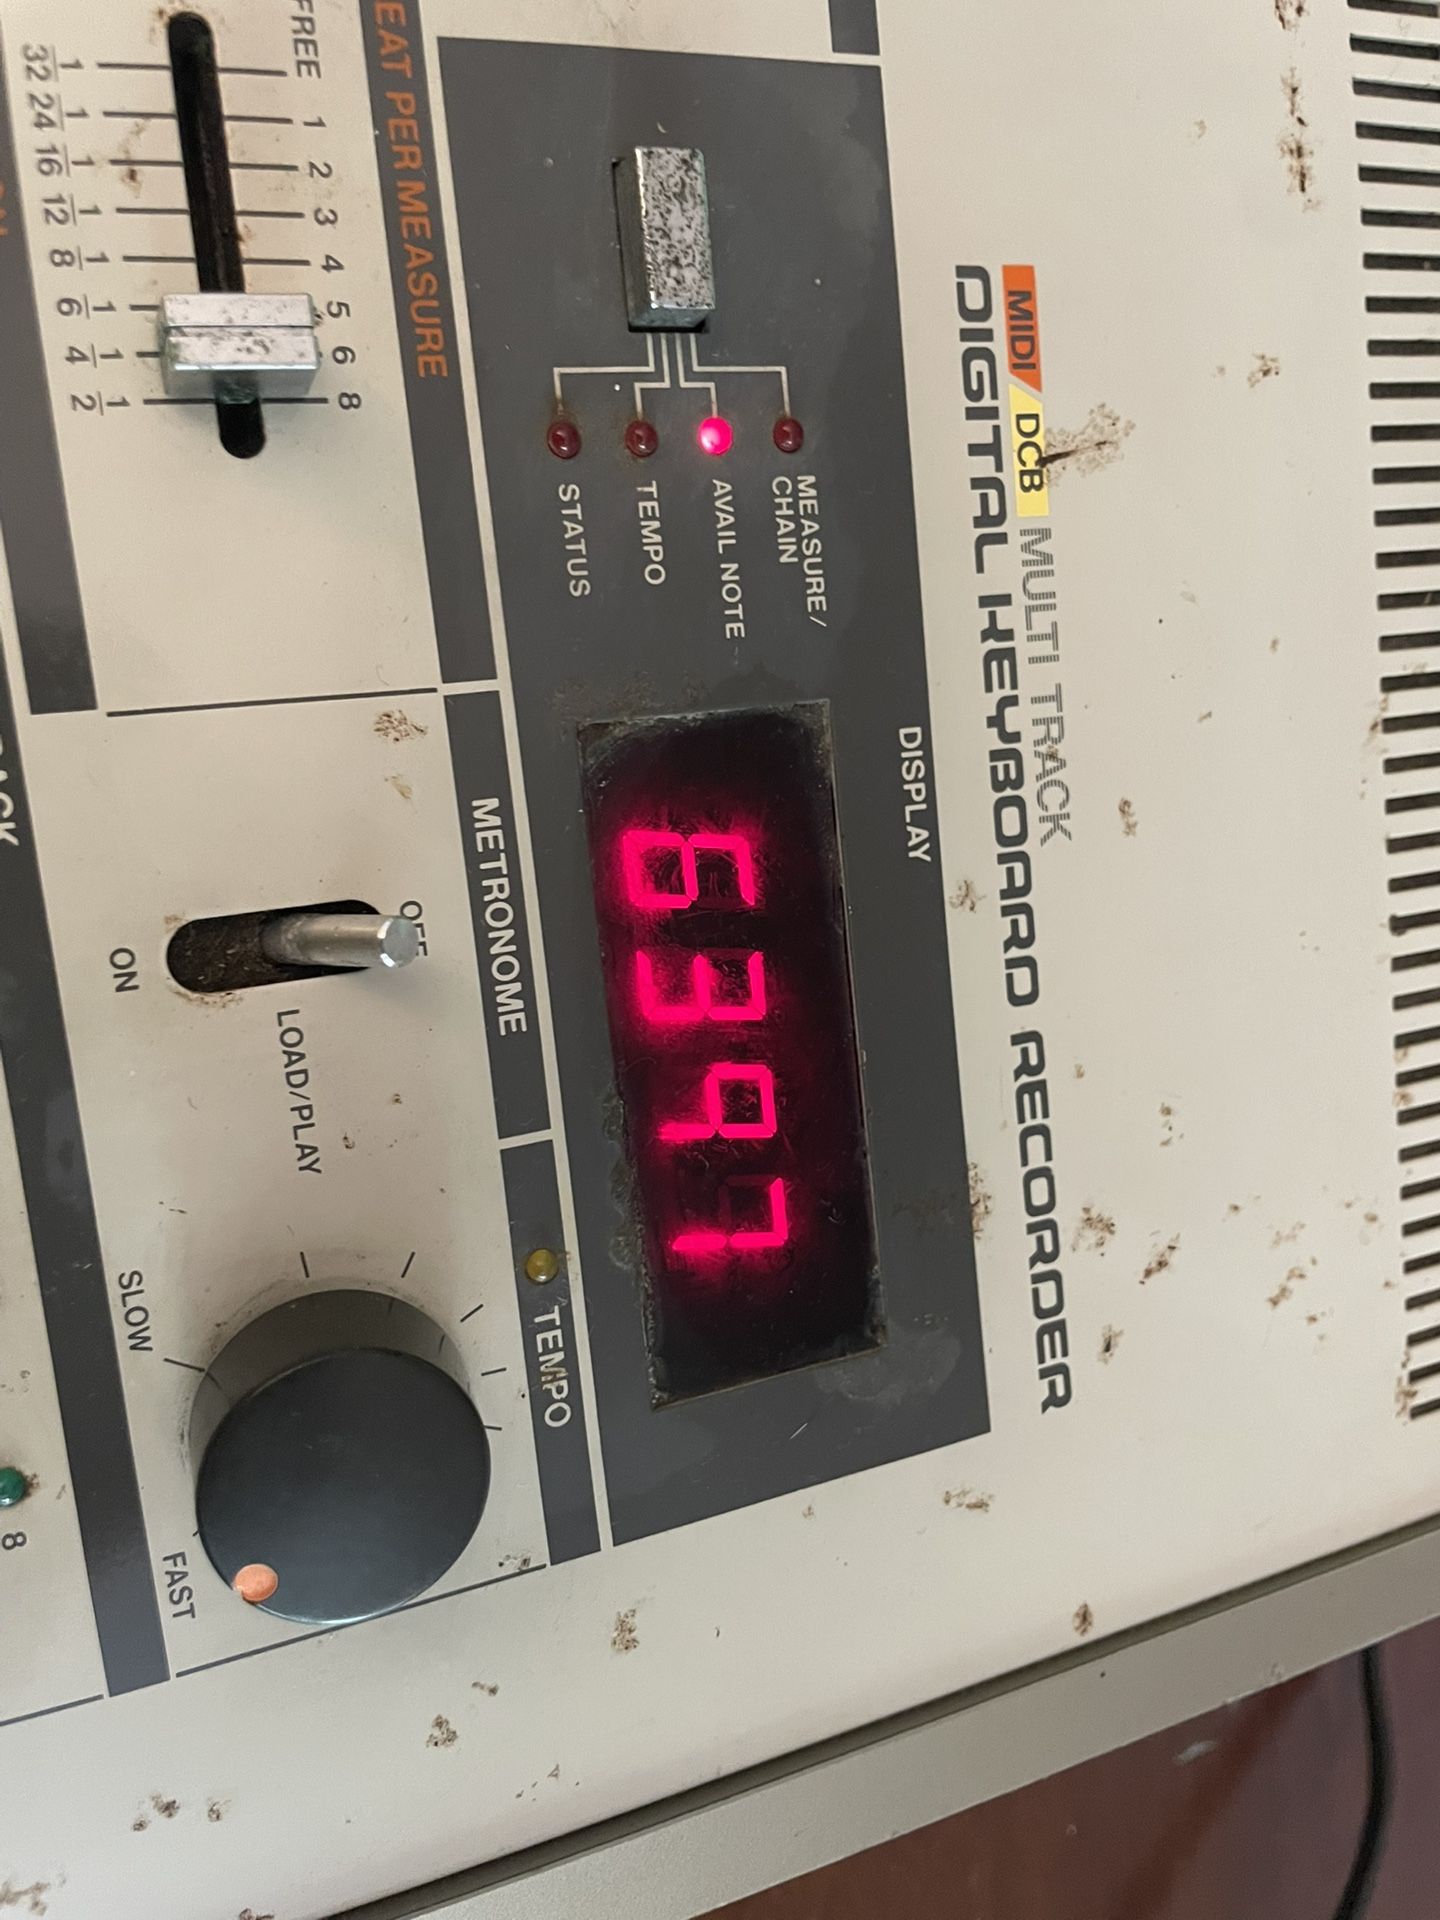 MIDI DCB MULTI TRACK
DIGITAL KEYBOARD RECORDER
DISPLAY
MEASURE/
CHAIN
AVAIL NOTE
TEMPO
STATUS
6397
EAT PER MEASURE
METRONOME
TEMPO
FREE 1 2 3 4 5 6 8
1/32 1/24 1/16 1/12 1/8 1/6 1/4 1/2
OFF
LOAD/PLAY
ON
SLOW
FAST
ACK
8